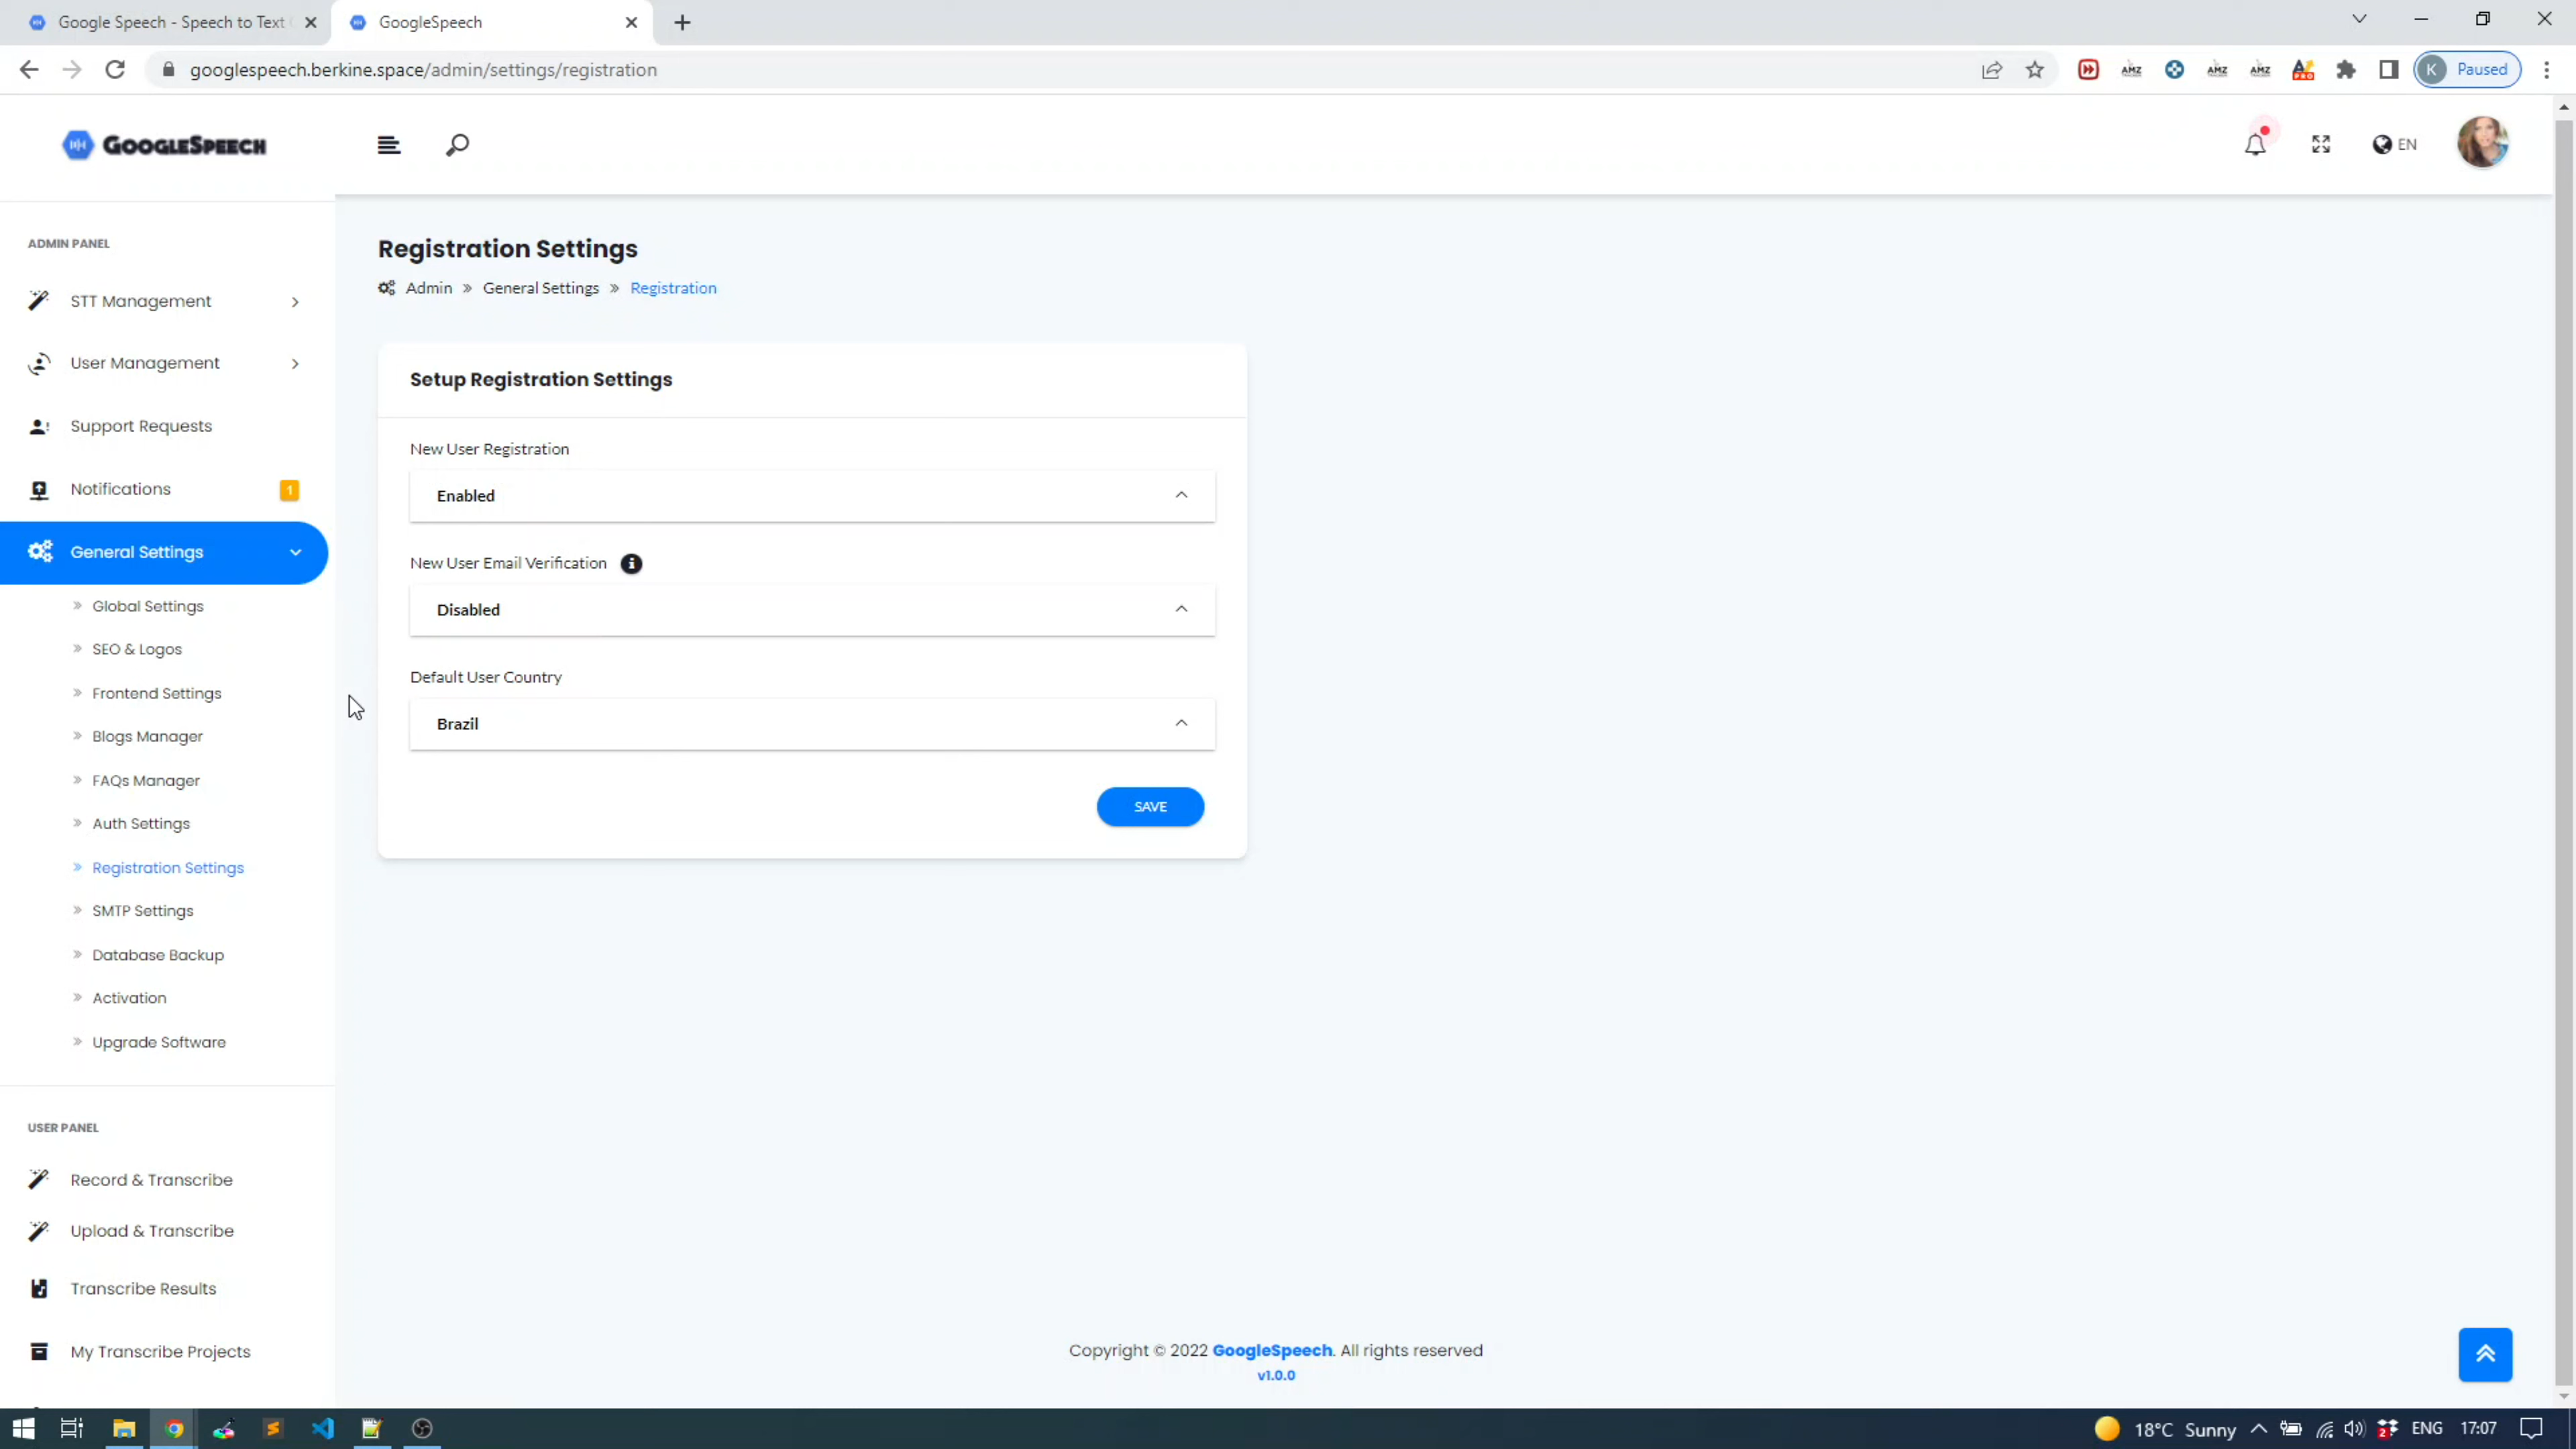 Google Speech - Speech to Text
GoogleSpeech
googlespeech.berkine.space/admin/settings/registration
AMZ
AMZ
AMZ
PRO
K
Paused
GOOGLESPEECH
EN
ADMIN PANEL
STT Management
User Management
Support Requests
Notifications
1
General Settings
Global Settings
SEO & Logos
Frontend Settings
Blogs Manager
FAQs Manager
Auth Settings
Registration Settings
SMTP Settings
Database Backup
Activation
Upgrade Software
USER PANEL
Record & Transcribe
Upload & Transcribe
Transcribe Results
My Transcribe Projects
Registration Settings
Admin » General Settings » Registration
Setup Registration Settings
New User Registration
Enabled
New User Email Verification
Disabled
Default User Country
Brazil
SAVE
Copyright © 2022 GoogleSpeech. All rights reserved
v1.0.0
18°C Sunny
2
ENG
17:07